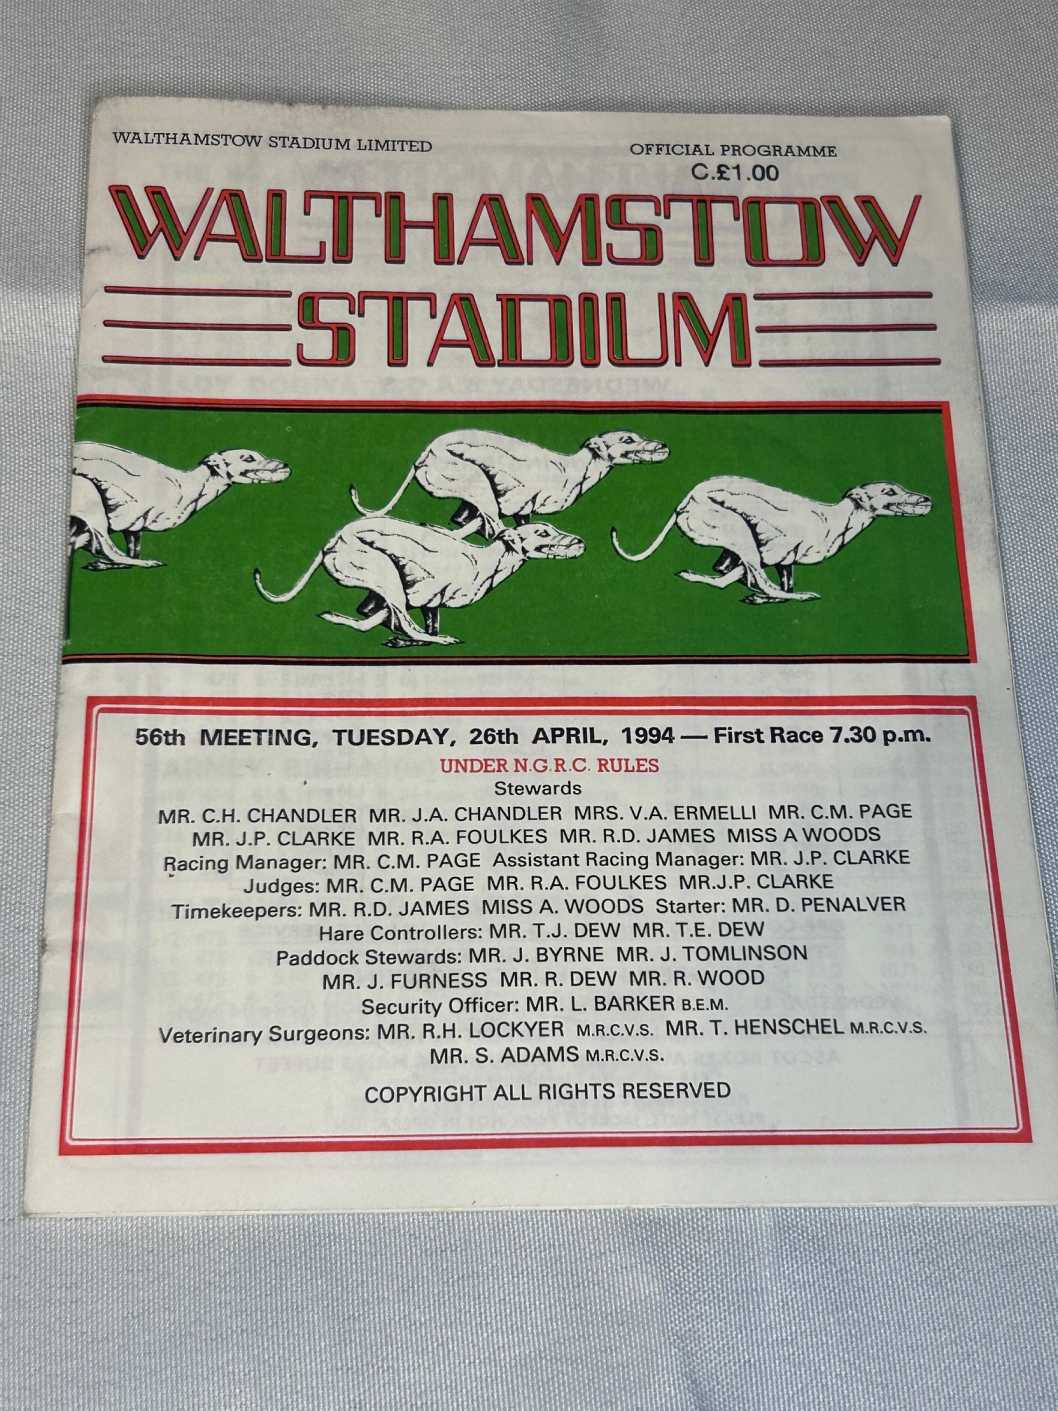 WALTHAMSTOW STADIUM LIMITED
OFFICIAL PROGRAMME
C.£1.00
WALTHAMSTOW
STADIUM
56th MEETING, TUESDAY, 26th APRIL, 1994 — First Race 7.30 p.m.
UNDER N.G.R.C. RULES
Stewards
MR. C.H. CHANDLER MR. J.A. CHANDLER MRS. V.A. ERMELLI MR. C.M. PAGE
MR. J.P. CLARKE MR. R.A. FOULKES MR. R.D. JAMES MISS A WOODS
Racing Manager: MR. C.M. PAGE Assistant Racing Manager: MR. J.P. CLARKE
Judges: MR. C.M. PAGE MR. R.A. FOULKES MR.J.P. CLARKE
Timekeepers: MR. R.D. JAMES MISS A. WOODS Starter: MR. D. PENALVER
Hare Controllers: MR. T.J. DEW MR. T.E. DEW
Paddock Stewards: MR. J. BYRNE MR. J. TOMLINSON
MR. J. FURNESS MR. R. DEW MR. R. WOOD
Security Officer: MR. L. BARKER B.E.M.
Veterinary Surgeons: MR. R.H. LOCKYER M.R.C.V.S. MR. T. HENSCHEL M.R.C.V.S.
MR. S. ADAMS M.R.C.V.S.
COPYRIGHT ALL RIGHTS RESERVED